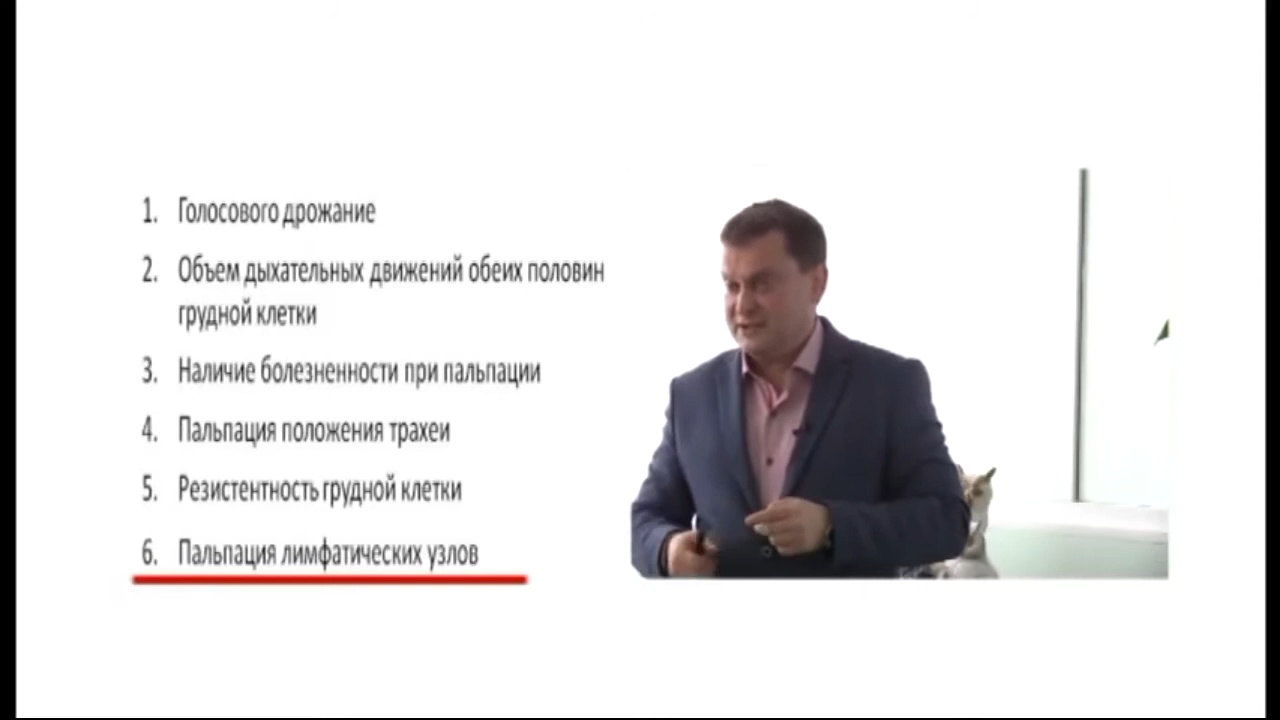 1. Голосового дрожание
2. Объем дыхательных движений обеих половин
грудной клетки
3. Наличие болезненности при пальпации
4. Пальпация положения трахеи
5. Резистентность грудной клетки
6. Пальпация лимфатических узлов